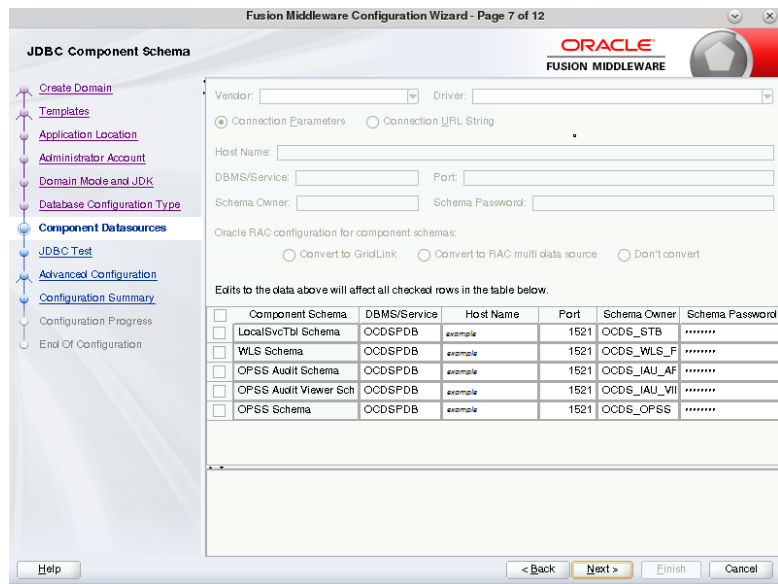 Fusion Middleware Configuration Wizard - Page 7 of 12
JDBC Component Schema
ORACLE
FUSION MIDDLEWARE
Create Domain
Templates
Application Location
Administrator Account
Domain Mode and JDK
Database Configuration Type
Component Datasources
JDBC Test
Advanced Configuration
Configuration Summary
Configuration Progress
End Of Configuration
Vendor: Driver:
Connection Parameters Connection URL String
Host Name:
DBMS/Service: Port:
Schema Owner: Schema Password:
Oracle RAC configuration for component schemas:
Convert to GridLink Convert to RAC multi data source Don't convert
Edits to the data above will affect all checked rows in the table below.
Component Schema DBMS/Service Host Name Port Schema Owner Schema Password
LocalSvcTbl Schema OCDSPDB example 1521 OCDS_STB ••••••••
WLS Schema OCDSPDB example 1521 OCDS_WLS_F ••••••••
OPSS Audit Schema OCDSPDB example 1521 OCDS_IAU_AF ••••••••
OPSS Audit Viewer Sch OCDSPDB example 1521 OCDS_IAU_VII ••••••••
OPSS Schema OCDSPDB example 1521 OCDS_OPSS ••••••••
Help < Back Next > Finish Cancel